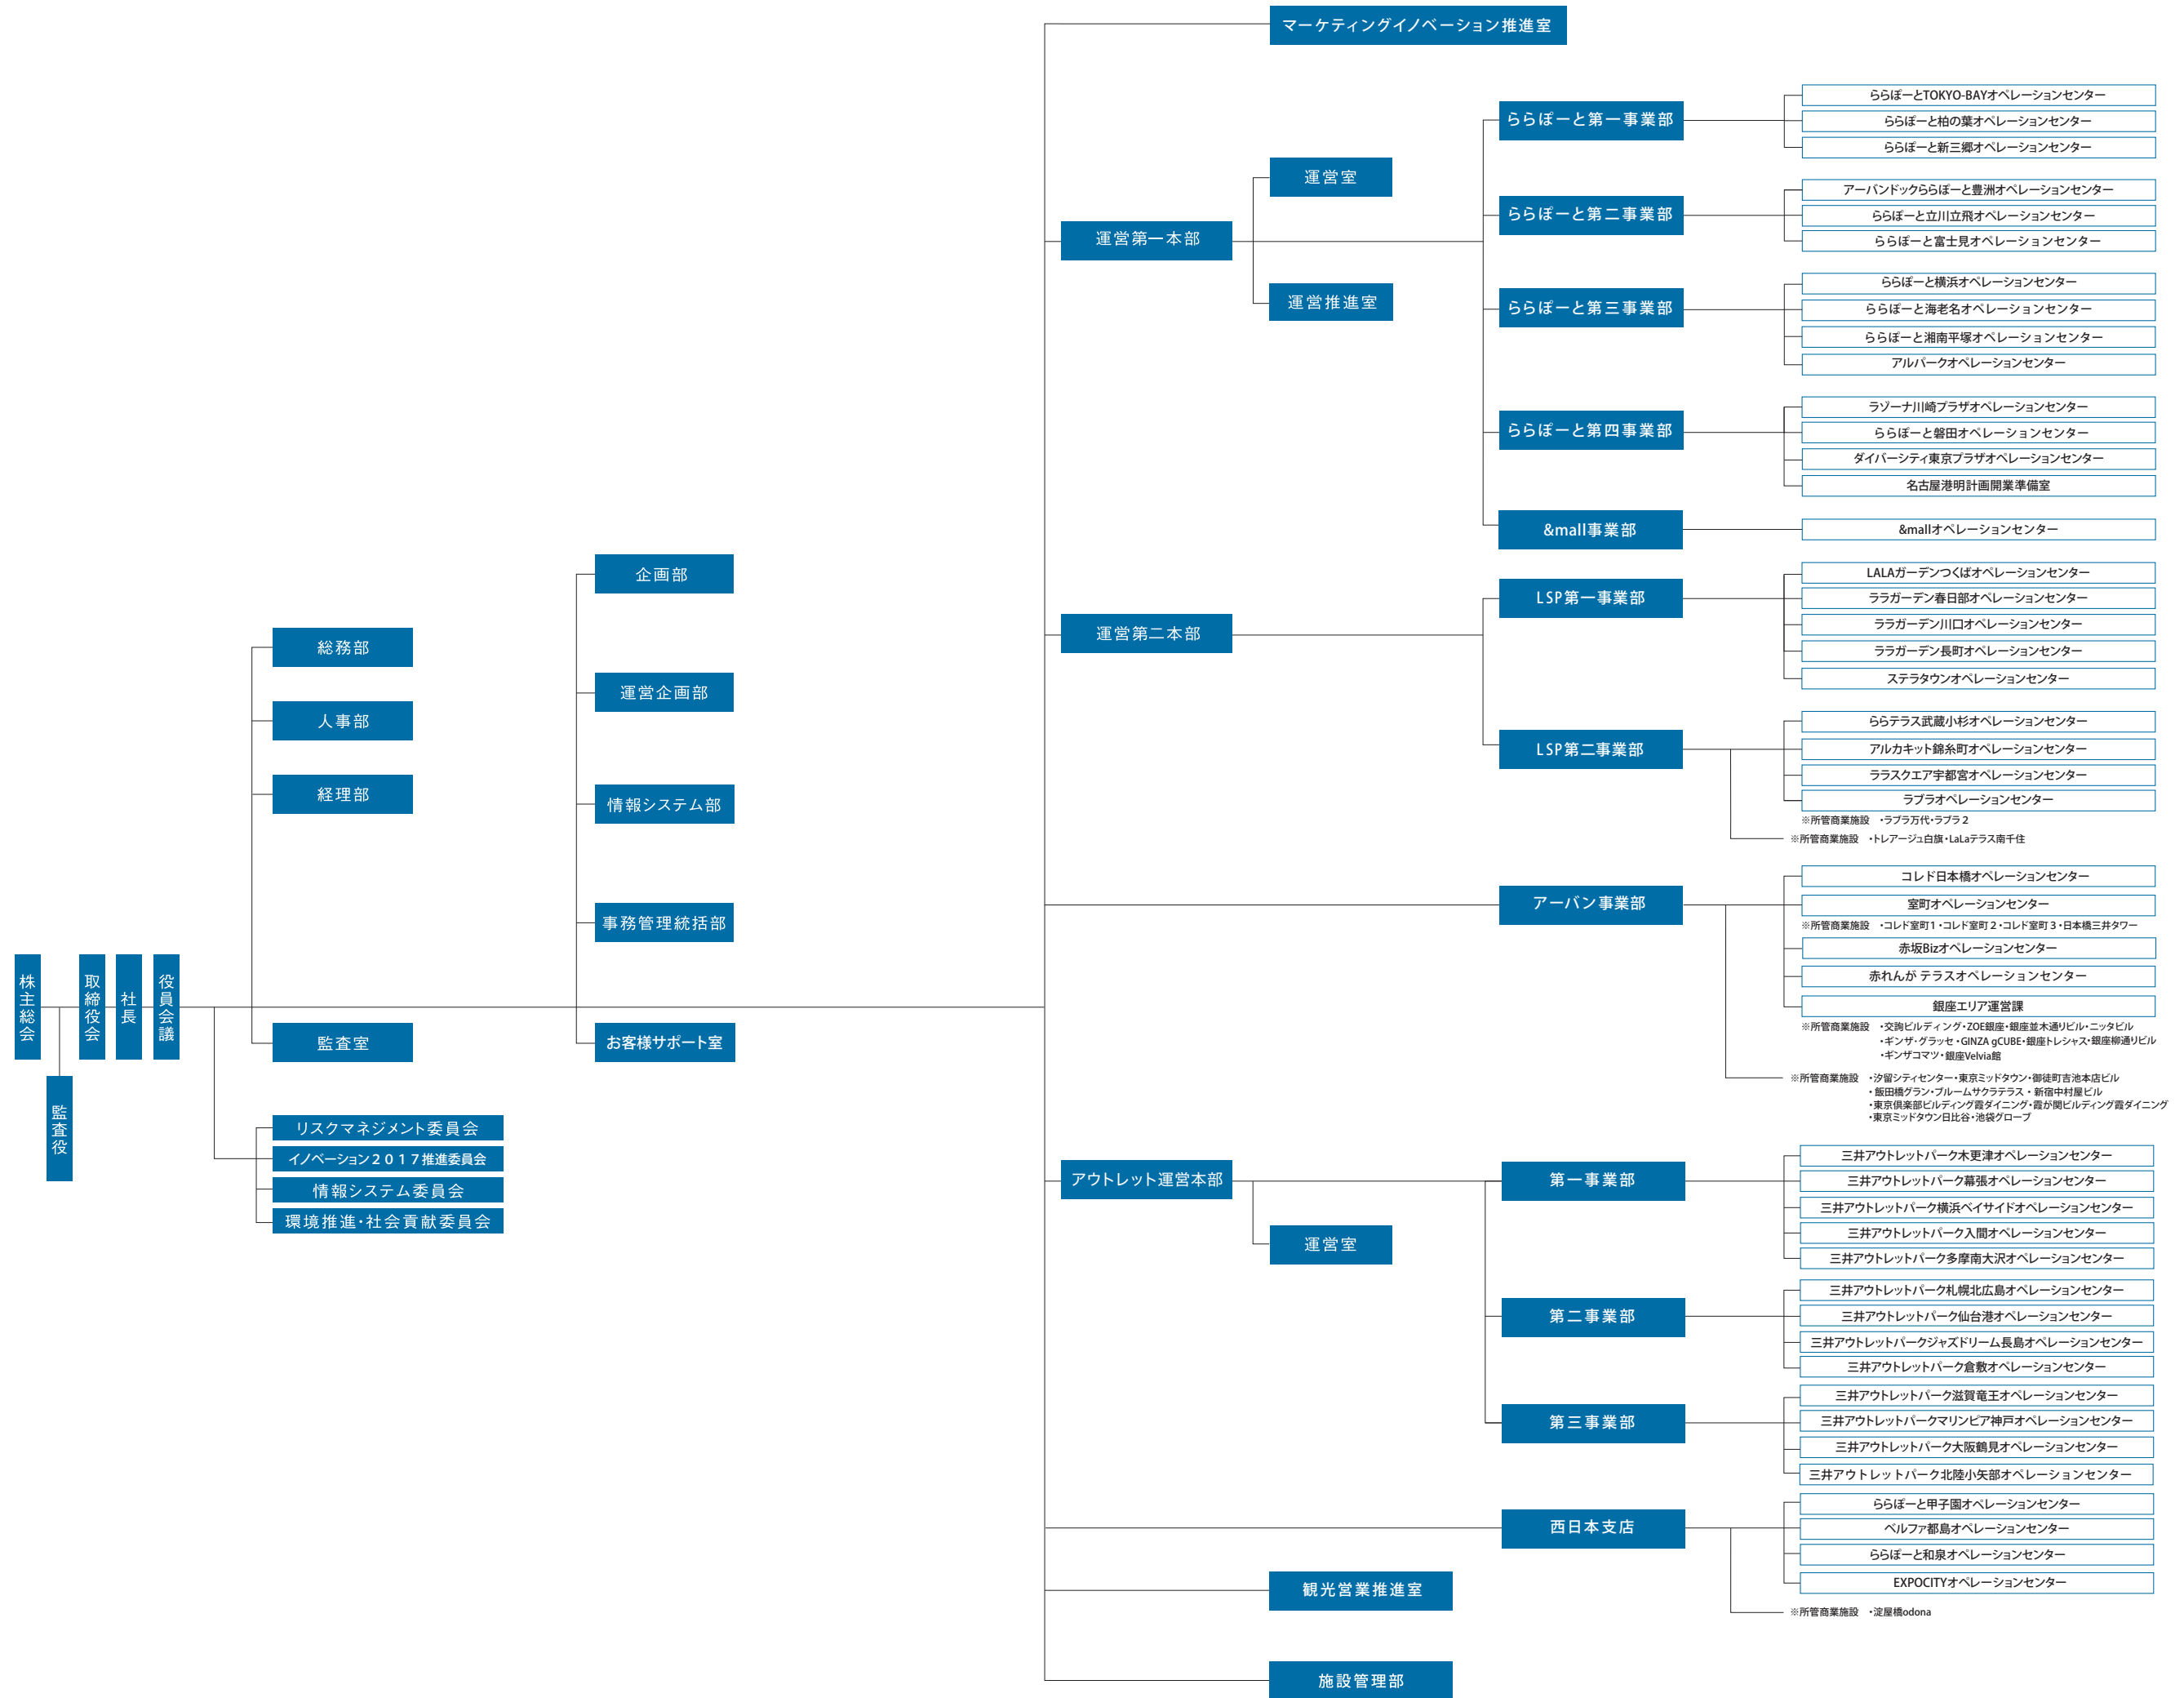 株主総会
監査役
取締役会
社長
役員会議
総務部
人事部
経理部
監査室
リスクマネジメント委員会
イノベーション２０１７推進委員会
情報システム委員会
環境推進・社会貢献委員会
企画部
運営企画部
情報システム部
事務管理統括部
お客様サポート室
マーケティングイノベーション推進室
運営第一本部
運営室
運営推進室
ららぽーと第一事業部
ららぽーとTOKYO-BAYオペレーションセンター
ららぽーと柏の葉オペレーションセンター
ららぽーと新三郷オペレーションセンター
ららぽーと第二事業部
アーバンドックららぽーと豊洲オペレーションセンター
ららぽーと立川立飛オペレーションセンター
ららぽーと富士見オペレーションセンター
ららぽーと第三事業部
ららぽーと横浜オペレーションセンター
ららぽーと海老名オペレーションセンター
ららぽーと湘南平塚オペレーションセンター
アルパークオペレーションセンター
ららぽーと第四事業部
ラゾーナ川崎プラザオペレーションセンター
ららぽーと磐田オペレーションセンター
ダイバーシティ東京プラザオペレーションセンター
名古屋港明計画開業準備室
&mall事業部
&mallオペレーションセンター
運営第二本部
LSP第一事業部
LALAガーデンつくばオペレーションセンター
ララガーデン春日部オペレーションセンター
ララガーデン川口オペレーションセンター
ララガーデン長町オペレーションセンター
ステラタウンオペレーションセンター
LSP第二事業部
ららテラス武蔵小杉オペレーションセンター
アルカキット錦糸町オペレーションセンター
ララスクエア宇都宮オペレーションセンター
ラブラオペレーションセンター
※所管商業施設　・ラブラ万代・ラブラ２
※所管商業施設　・トレアージュ白旗・LaLaテラス南千住
アーバン事業部
コレド日本橋オペレーションセンター
室町オペレーションセンター
※所管商業施設　・コレド室町１・コレド室町２・コレド室町３・日本橋三井タワー
赤坂Bizオペレーションセンター
赤れんが テラスオペレーションセンター
銀座エリア運営課
※所管商業施設　・交詢ビルディング・ZOE銀座・銀座並木通りビル・ニッタビル
・ギンザ・グラッセ・GINZA gCUBE・銀座トレシャス・銀座柳通りビル
・ギンザコマツ・銀座Velvia館
※所管商業施設　・汐留シティセンター・東京ミッドタウン・御徒町吉池本店ビル
・飯田橋グラン・ブルームサクラテラス・新宿中村屋ビル
・東京倶楽部ビルディング霞ダイニング・霞が関ビルディング霞ダイニング
・東京ミッドタウン日比谷・池袋グローブ
アウトレット運営本部
運営室
第一事業部
三井アウトレットパーク木更津オペレーションセンター
三井アウトレットパーク幕張オペレーションセンター
三井アウトレットパーク横浜ベイサイドオペレーションセンター
三井アウトレットパーク入間オペレーションセンター
三井アウトレットパーク多摩南大沢オペレーションセンター
第二事業部
三井アウトレットパーク札幌北広島オペレーションセンター
三井アウトレットパーク仙台港オペレーションセンター
三井アウトレットパークジャズドリーム長島オペレーションセンター
三井アウトレットパーク倉敷オペレーションセンター
第三事業部
三井アウトレットパーク滋賀竜王オペレーションセンター
三井アウトレットパークマリンピア神戸オペレーションセンター
三井アウトレットパーク大阪鶴見オペレーションセンター
三井アウトレットパーク北陸小矢部オペレーションセンター
西日本支店
ららぽーと甲子園オペレーションセンター
ベルファ都島オペレーションセンター
ららぽーと和泉オペレーションセンター
EXPOCITYオペレーションセンター
※所管商業施設　・淀屋橋odona
観光営業推進室
施設管理部